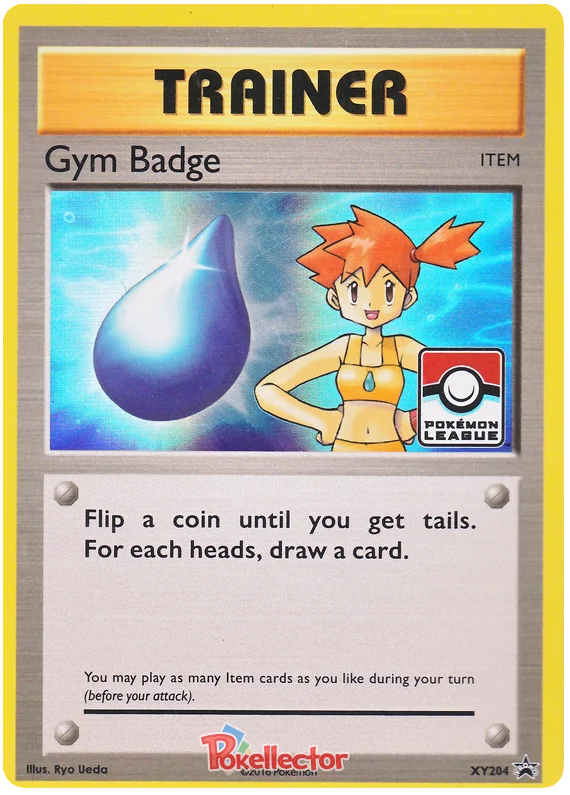 TRAINER
Gym Badge
ITEM
POKÉMON
LEAGUE
Flip a coin until you get tails.
For each heads, draw a card.
You may play as many Item cards as you like during your turn
(before your attack).
Pokellector
Illus. Ryo Ueda
©2016 Pokémon
XY204